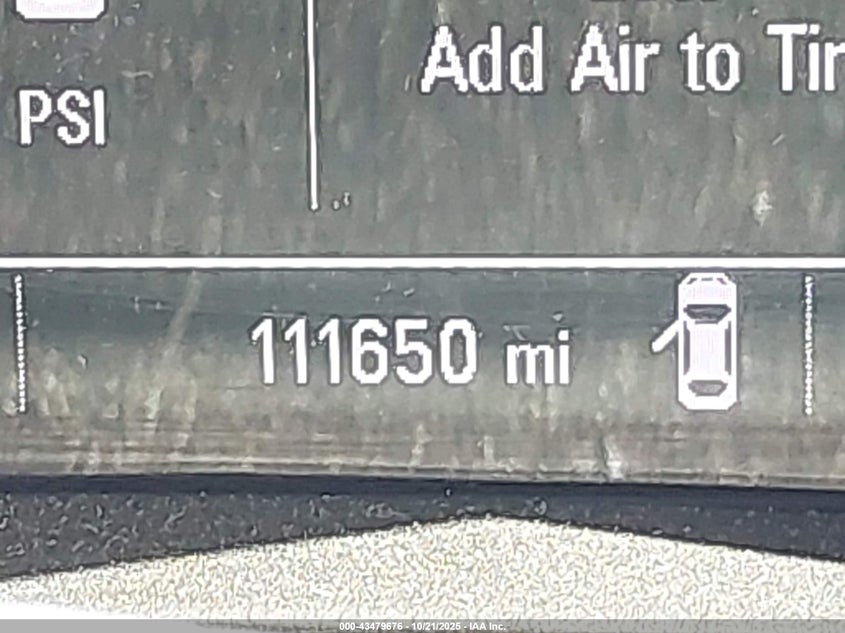 Add Air to Tir
PSI
111650 mi
000-43479676 - 10/21/2025 - IAA Inc.